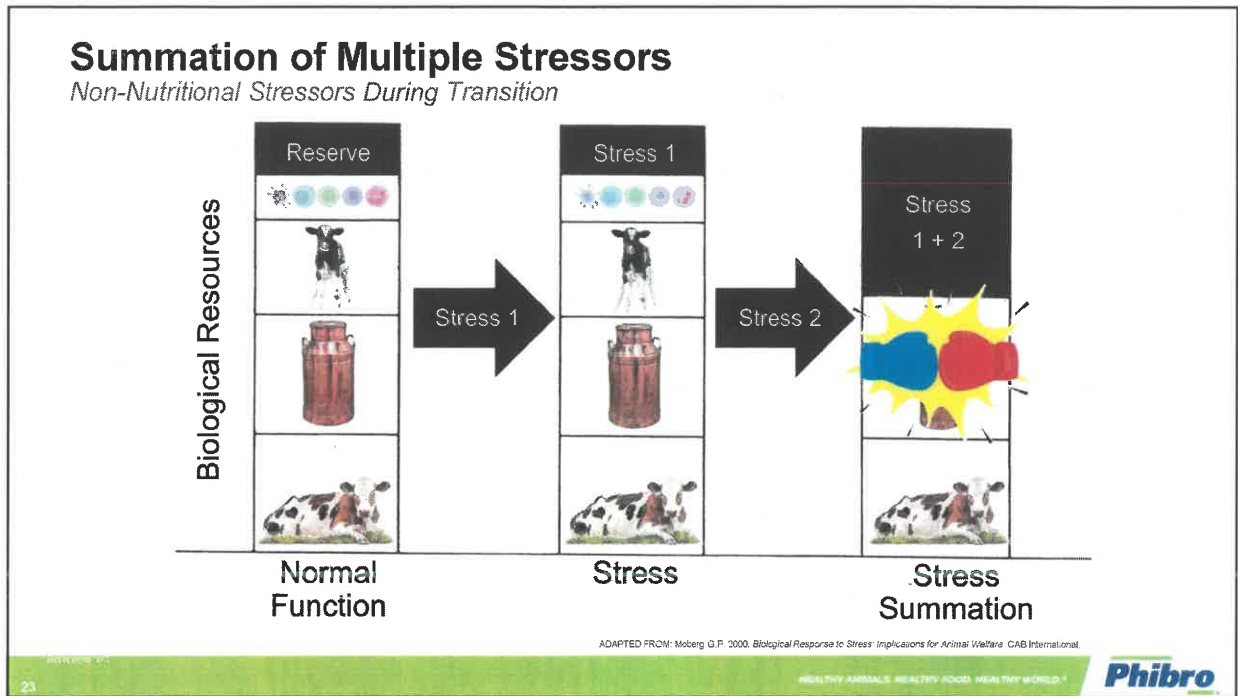 Summation of Multiple Stressors
Non-Nutritional Stressors During Transition
Biological Resources
Reserve
Stress 1
Stress
1 + 2
Stress 1
Stress 2
Normal
Function
Stress
Stress
Summation
ADAPTED FROM: Moberg G.P. 2000. Biological Response to Stress: Implications for Animal Welfare. CAB International.
23
HEALTHY ANIMALS. HEALTHY FOOD. HEALTHY WORLD.®
Phibro